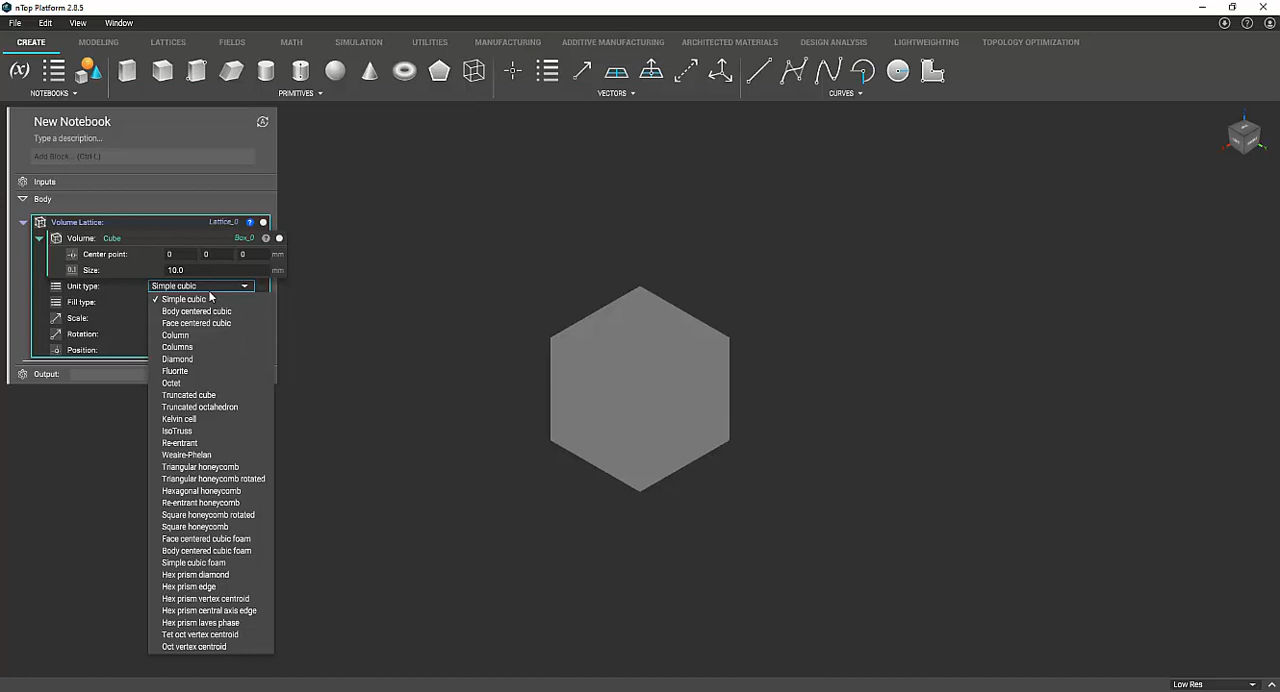 nTop Platform 2.8.5
File Edit View Window
CREATE MODELING LATTICES FIELDS MATH SIMULATION UTILITIES MANUFACTURING ADDITIVE MANUFACTURING ARCHITECTED MATERIALS DESIGN ANALYSIS LIGHTWEIGHTING TOPOLOGY OPTIMIZATION
NOTEBOOKS PRIMITIVES VECTORS CURVES
New Notebook
Type a description...
Add Block... (Ctrl L)
Inputs
Body
Volume Lattice: Lattice_0
Volume: Cube Box_0
Center point: 0 0 0 mm
Size: 10.0 mm
Unit type: Simple cubic
Fill type:
Scale:
Rotation:
Position:
Output:
Simple cubic
Body centered cubic
Face centered cubic
Column
Columns
Diamond
Fluorite
Octet
Truncated cube
Truncated octahedron
Kelvin cell
IsoTruss
Re-entrant
Weaire-Phelan
Triangular honeycomb
Triangular honeycomb rotated
Hexagonal honeycomb
Re-entrant honeycomb
Square honeycomb rotated
Square honeycomb
Face centered cubic foam
Body centered cubic foam
Simple cubic foam
Hex prism diamond
Hex prism edge
Hex prism vertex centroid
Hex prism central axis edge
Hex prism laves phase
Tet oct vertex centroid
Oct vertex centroid
Low Res